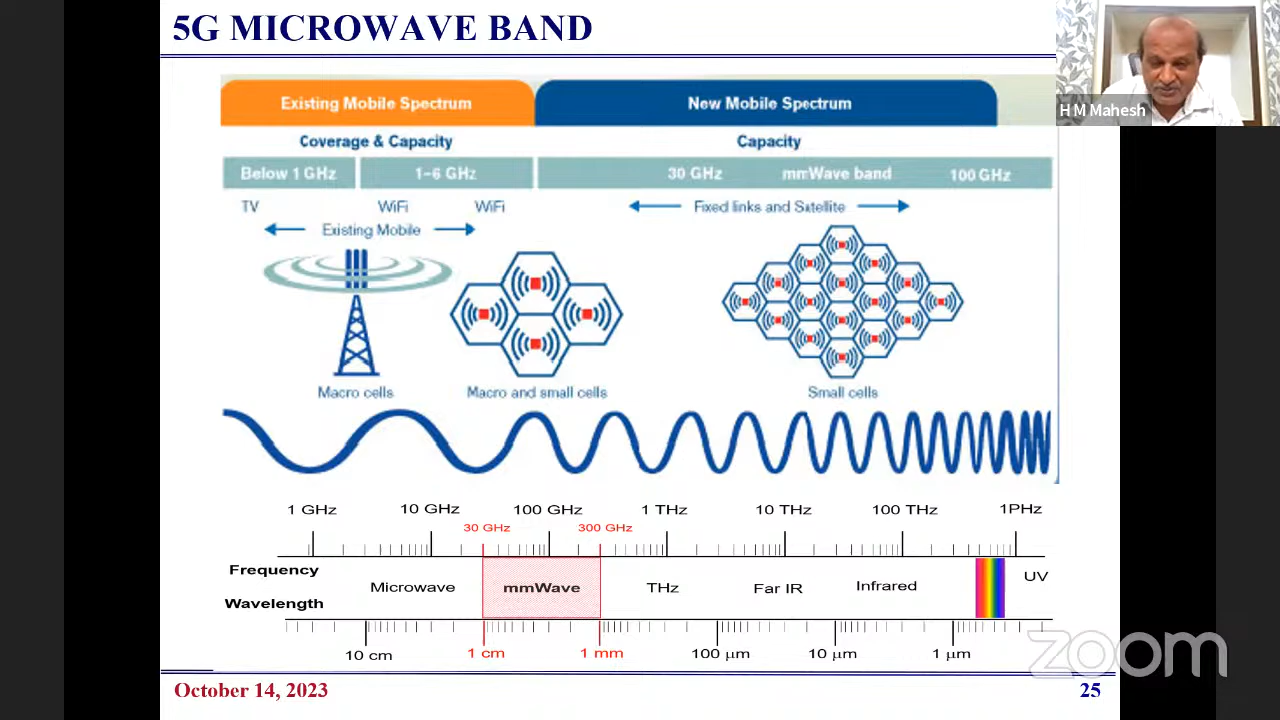 5G MICROWAVE BAND
H M Mahesh
Existing Mobile Spectrum
New Mobile Spectrum
Coverage & Capacity
Capacity
Below 1 GHz
1–6 GHz
30 GHz
mmWave band
100 GHz
TV
WiFi
WiFi
Fixed links and Satellite
Existing Mobile
Macro cells
Macro and small cells
Small cells
1 GHz
10 GHz
100 GHz
1 THz
10 THz
100 THz
1PHz
30 GHz
300 GHz
Frequency
Wavelength
Microwave
mmWave
THz
Far IR
Infrared
UV
10 cm
1 cm
1 mm
100 µm
10 µm
1 µm
zoom
October 14, 2023
25